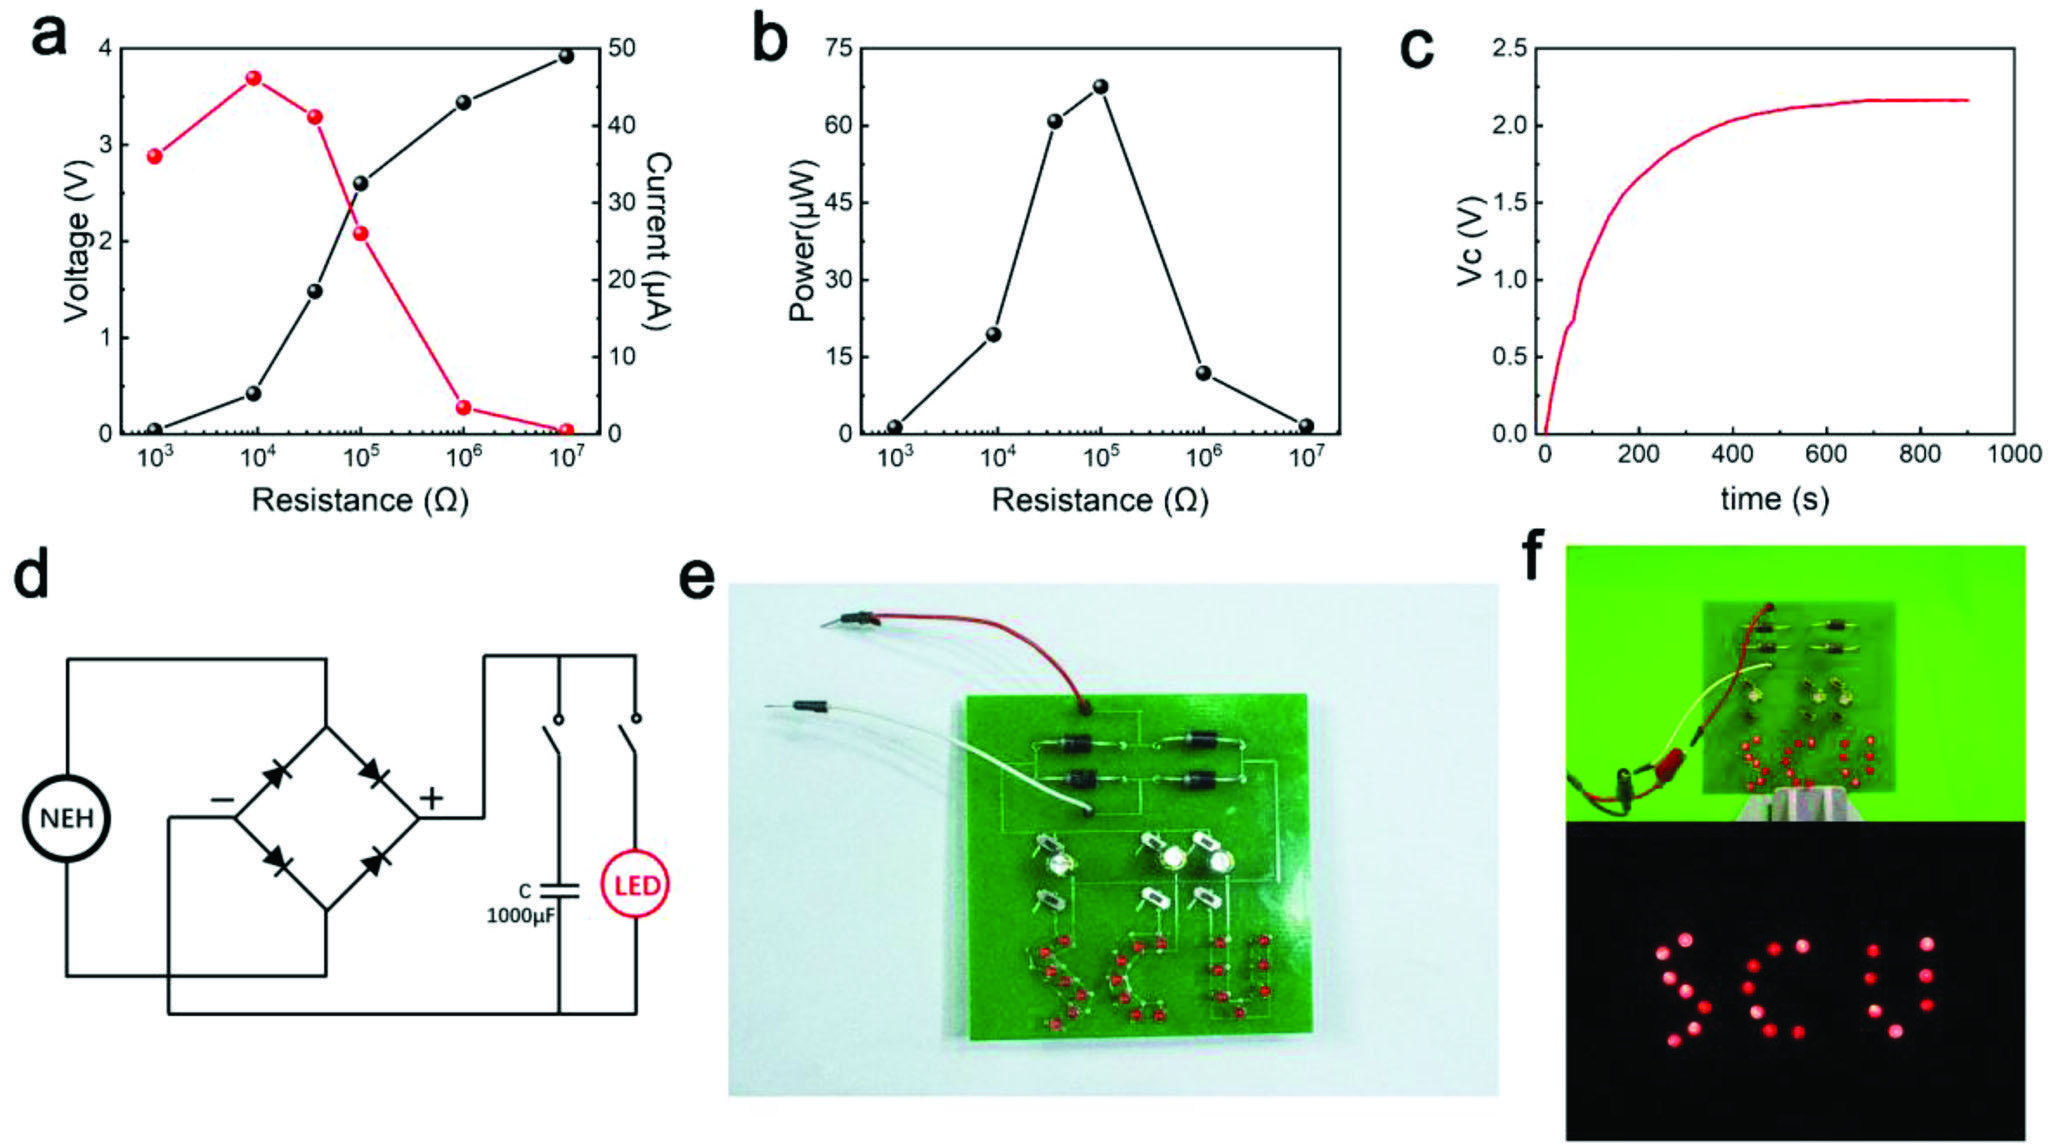 a
4
3
2
1
0
Voltage (V)
50
40
30
20
10
0
Current (μA)
10³ 10⁴ 10⁵ 10⁶ 10⁷
Resistance (Ω)
b
75
60
45
30
15
0
Power(μW)
10³ 10⁴ 10⁵ 10⁶ 10⁷
Resistance (Ω)
c
2.5
2.0
1.5
1.0
0.5
0.0
Vc (V)
0 200 400 600 800 1000
time (s)
d
NEH
−
+
C
1000μF
LED
e
SCU
f
SCU
SCU